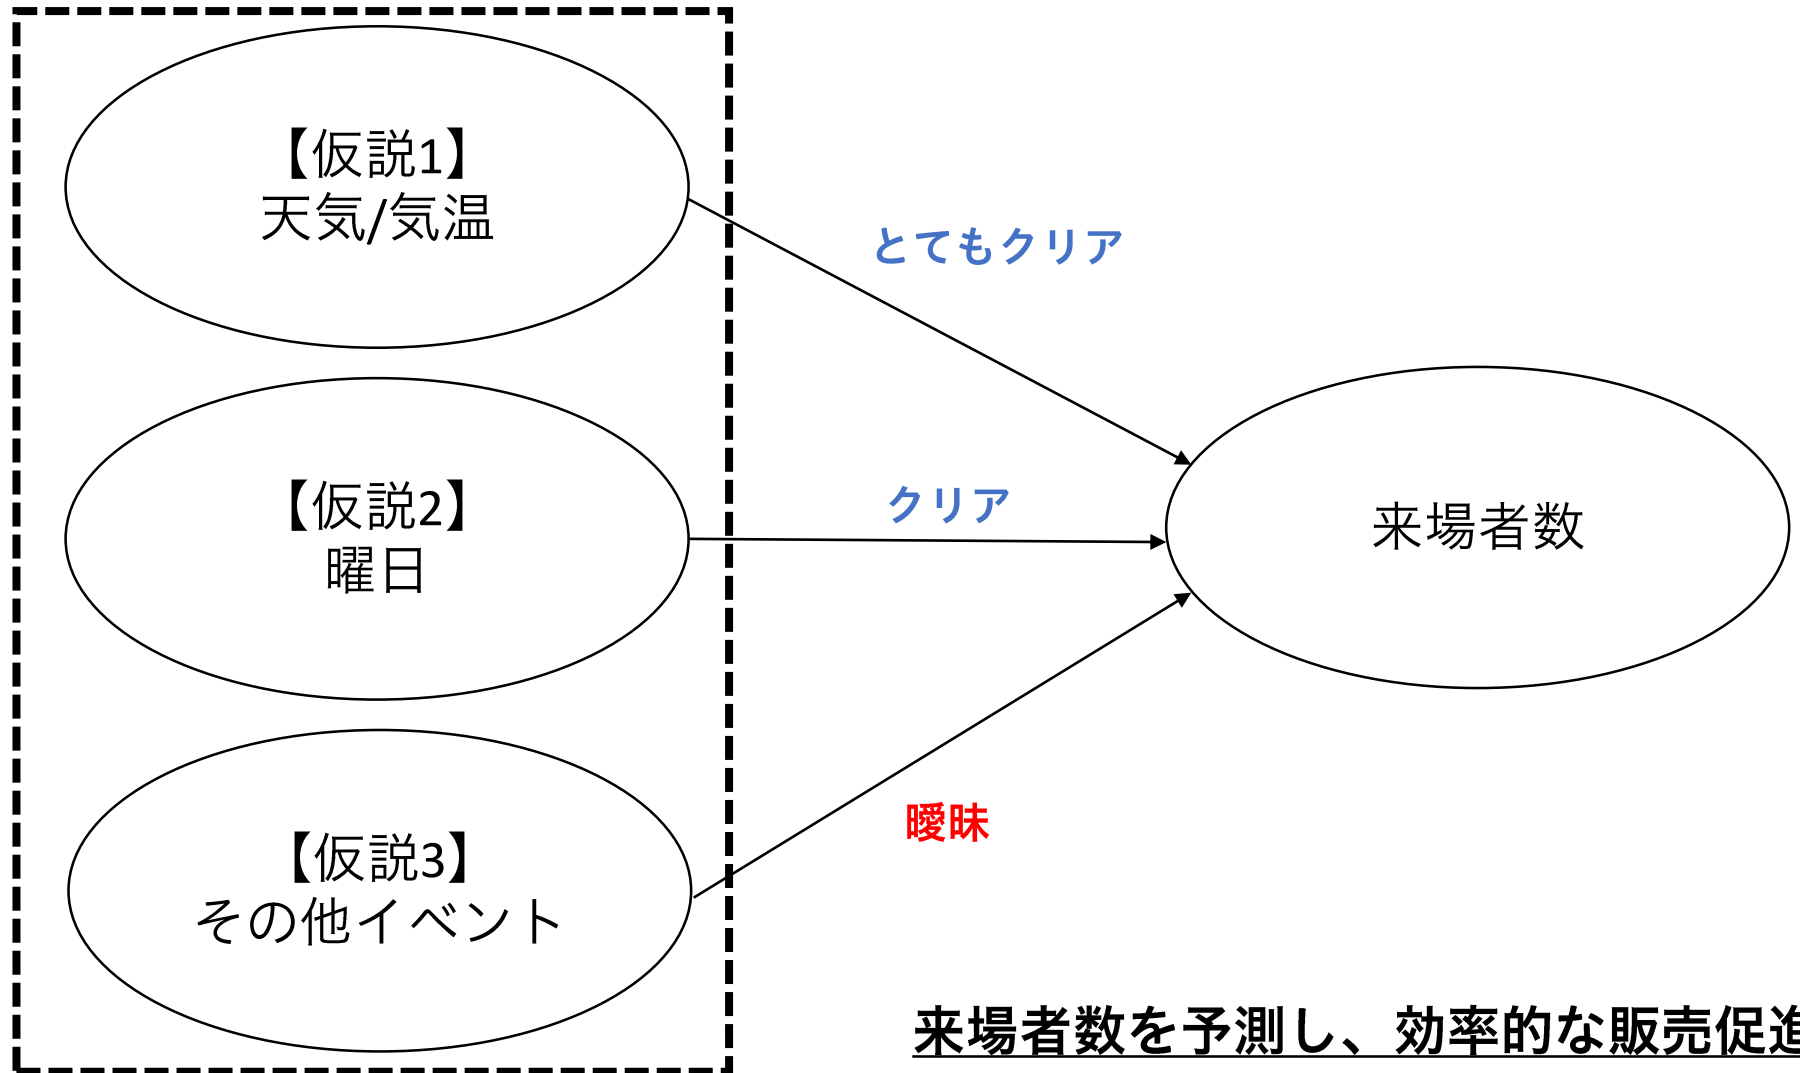 【仮説1】
天気/気温
とてもクリア
【仮説2】
曜日
クリア
来場者数
【仮説3】
その他イベント
曖昧
来場者数を予測し、効率的な販売促進